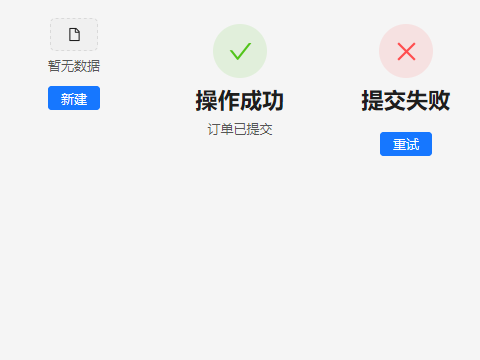 暂无数据
新建
操作成功
订单已提交
提交失败
重试